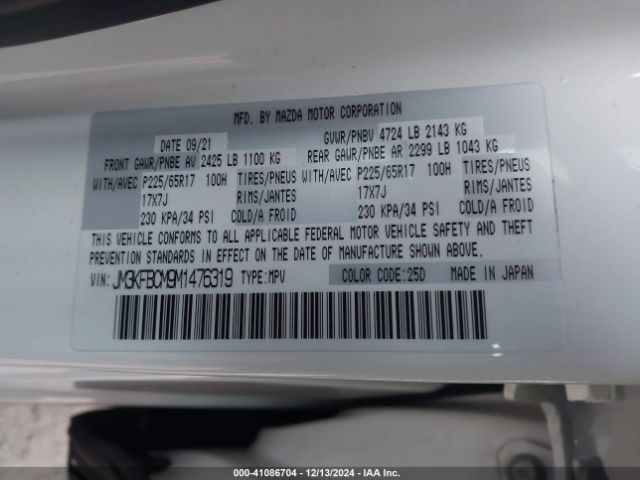 MFD. BY MAZDA MOTOR CORPORATION
DATE 09/21 GVWR/PNBV 4724 LB 2143 KG
FRONT GAWR/PNBE AV 2425 LB 1100 KG REAR GAWR/PNBE AR 2299 LB 1043 KG
WITH/AVEC P225/65R17 100H TIRES/PNEUS WITH/AVEC P225/65R17 100H TIRES/PNEUS
17X7J RIMS/JANTES 17X7J RIMS/JANTES
230 KPA/34 PSI COLD/A FROID 230 KPA/34 PSI COLD/A FROID
THIS VEHICLE CONFORMS TO ALL APPLICABLE FEDERAL MOTOR VEHICLE SAFETY AND THEFT
PREVENTION STANDARDS IN EFFECT ON THE DATE OF MANUFACTURE SHOWN ABOVE.
VIN: JM3KFBCM9M1476319 TYPE:MPV COLOR CODE:25D MADE IN JAPAN
000-41086704 - 12/13/2024 - IAA Inc.